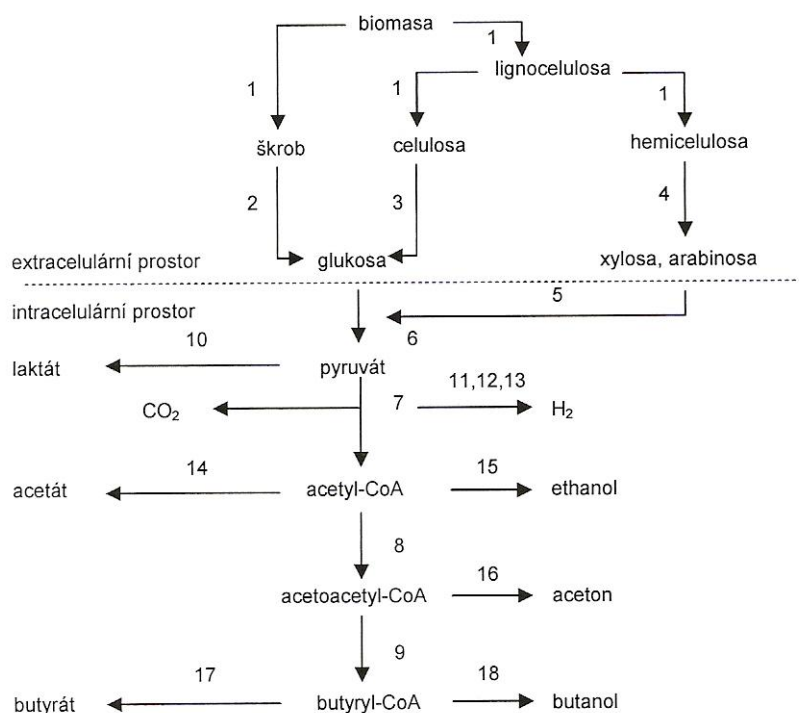 biomasa
1
lignocelulosa
1 1 1
škrob celulosa hemicelulosa
2 3 4
extracelulární prostor glukosa xylosa, arabinosa
5
intracelulární prostor
10 6
laktát pyruvát
11,12,13
CO₂ 7 H₂
14 15
acetát acetyl-CoA ethanol
8
16
acetoacetyl-CoA aceton
9
17 18
butyrát butyryl-CoA butanol